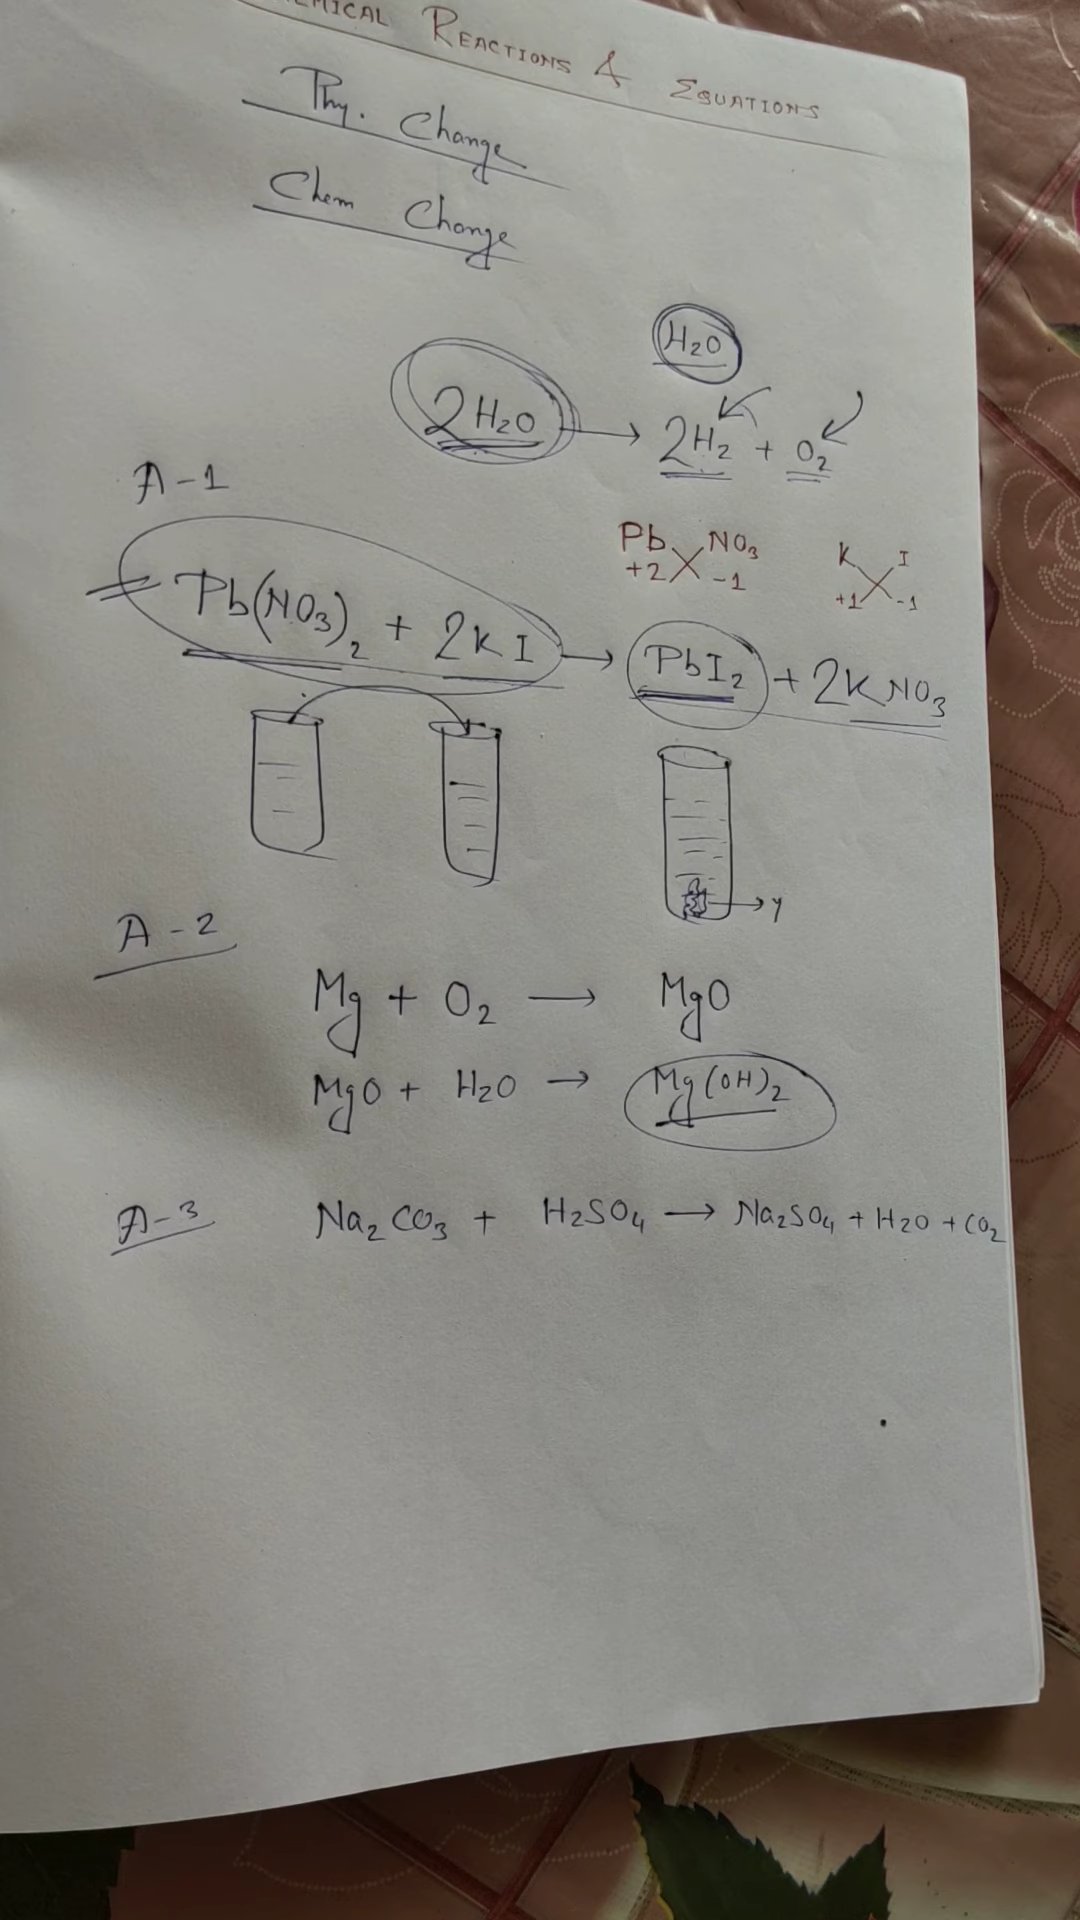 REACTIONS & EQUATIONS
Phy. Change
Chem Change
H2O
2H2O → 2H2 + O2
A-1
Pb NO3 K I
+2 -1 +1 -1
Pb(NO3)2 + 2KI → PbI2 + 2KNO3
y
A-2
Mg + O2 → MgO
MgO + H2O → Mg(OH)2
A-3 Na2CO3 + H2SO4 → Na2SO4 + H2O + CO2